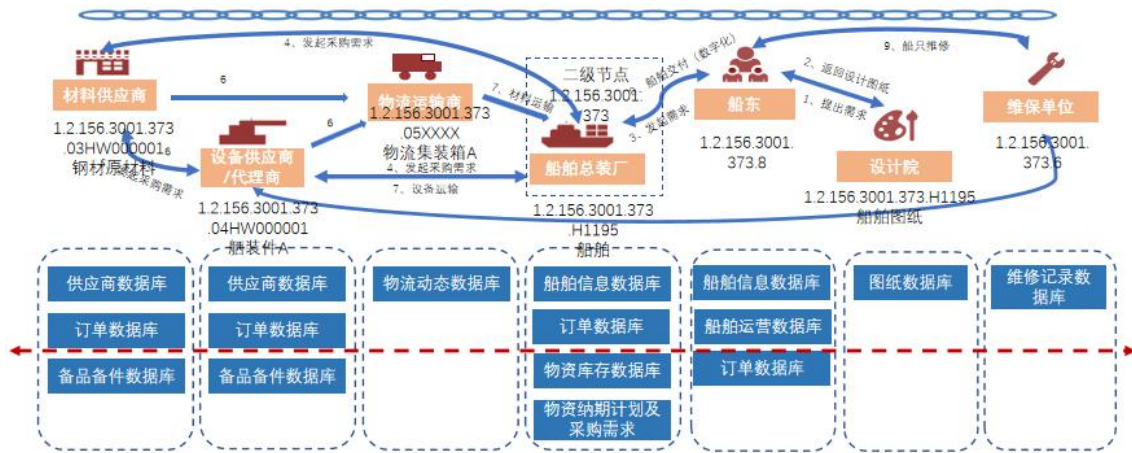 4、发起采购需求
9、船只维修
船舶交付（数字化）
2、返回设计图纸
二级节点
1.2.156.3001.
373
6
材料供应商
物流运输商
7、材料运输
3、发起需求
船东
1、提出需求
维保单位
1.2.156.3001.373
.03HW000001
钢材原材料
6
设备供应商
/代理商
6
1.2.156.3001.373
.05XXXX
物流集装箱A
4、发起采购需求
7、设备运输
船舶总装厂
1.2.156.3001.
373.8
设计院
1.2.156.3001.
373.6
发起采购需求
1.2.156.3001.373
.04HW000001
舾装件A
1.2.156.3001.373
.H1195
船舶
1.2.156.3001.373.H1195
船舶图纸
供应商数据库
订单数据库
备品备件数据库
供应商数据库
订单数据库
备品备件数据库
物流动态数据库
船舶信息数据库
订单数据库
物资库存数据库
物资纳期计划及
采购需求
船舶信息数据库
船舶运营数据库
订单数据库
图纸数据库
维修记录数
据库